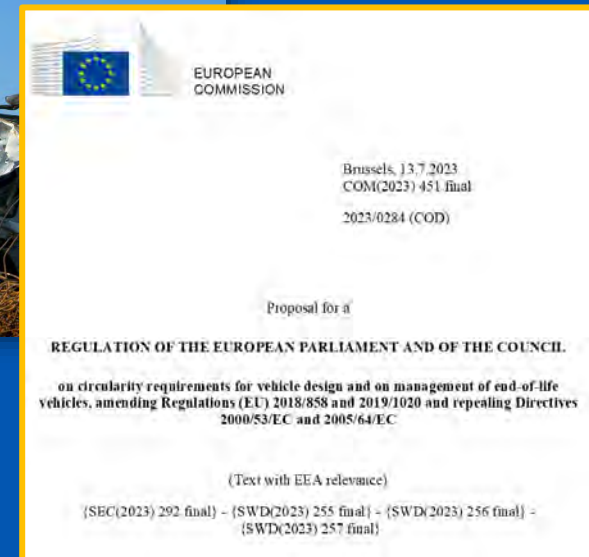 EUROPEAN
COMMISSION
Brussels, 13.7.2023
COM(2023) 451 final
2023/0284 (COD)
Proposal for a
REGULATION OF THE EUROPEAN PARLIAMENT AND OF THE COUNCIL
on circularity requirements for vehicle design and on management of end-of-life
vehicles, amending Regulations (EU) 2018/858 and 2019/1020 and repealing Directives
2000/53/EC and 2005/64/EC
(Text with EEA relevance)
{SEC(2023) 292 final} - {SWD(2023) 255 final} - {SWD(2023) 256 final} -
{SWD(2023) 257 final}